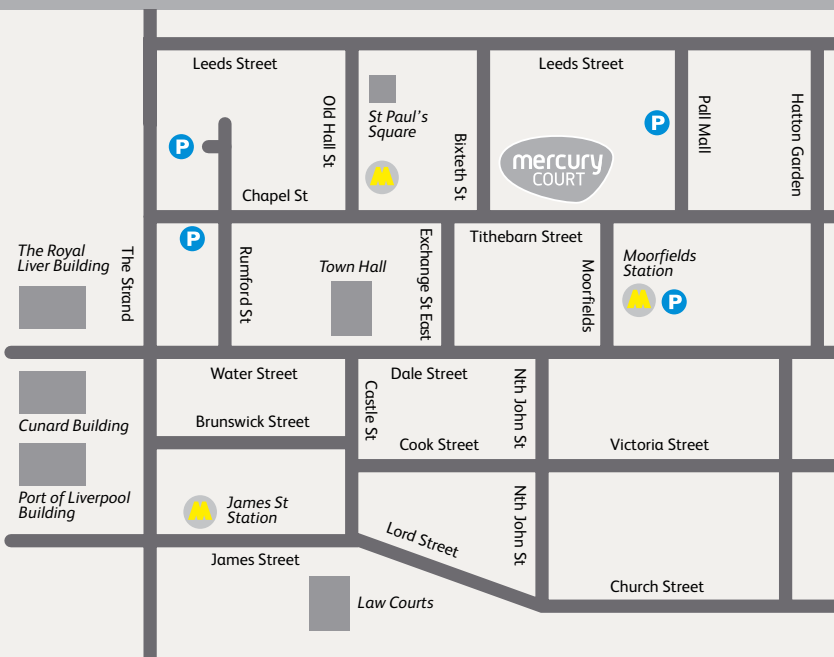 Leeds Street
Leeds Street
Old Hall St
St Paul's
Square
Bixteth St
P
P
Pall Mall
Hatton Garden
mercury
COURT
M
Chapel St
P
Tithebarn Street
The Royal
Liver Building
The Strand
Rumford St
Town Hall
Exchange St East
Moorfields
Moorfields
Station
M
P
Water Street
Dale Street
Castle St
Nth John St
Cunard Building
Brunswick Street
Cook Street
Victoria Street
Port of Liverpool
Building
M
James St
Station
Nth John St
Lord Street
James Street
Church Street
Law Courts